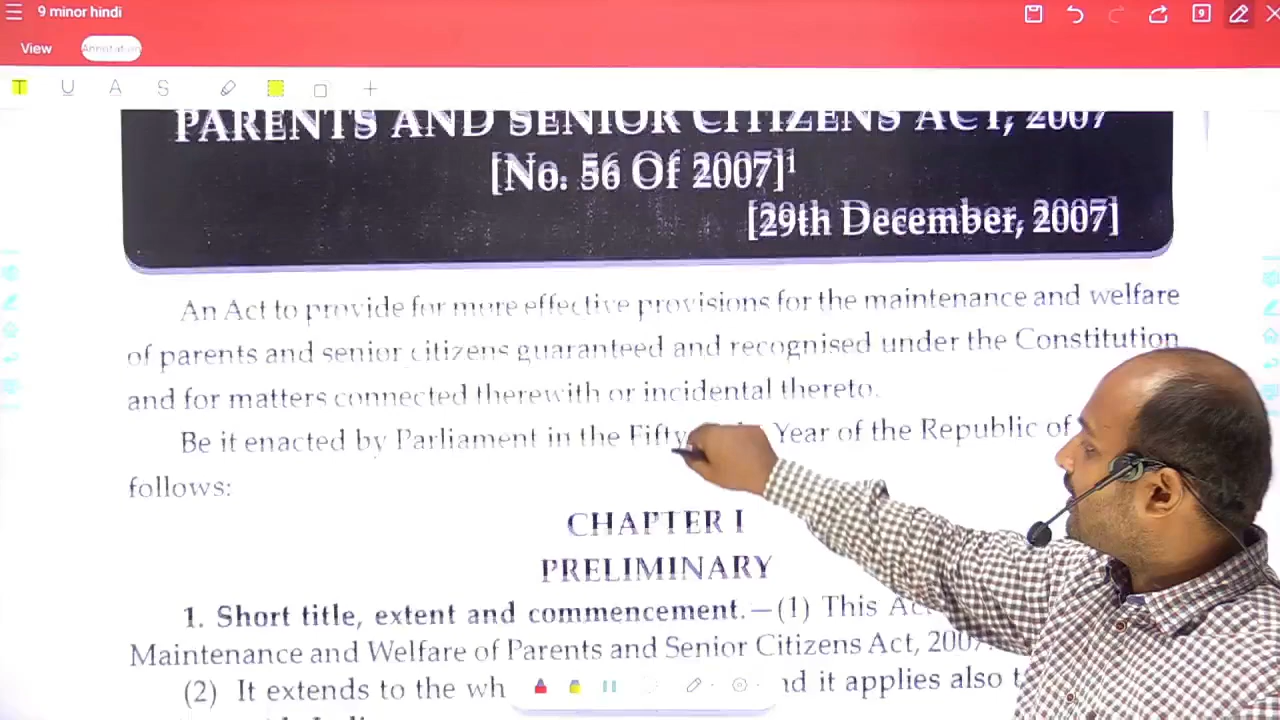 9 minor hindi
9
View
Annotation
T U A S
PARENTS AND SENIOR CITIZENS ACT, 2007
[No. 56 Of 2007]1
[29th December, 2007]
An Act to provide for more effective provisions for the maintenance and welfare
of parents and senior citizens guaranteed and recognised under the Constitution
and for matters connected therewith or incidental thereto.
Be it enacted by Parliament in the Fifty Year of the Republic of
follows:
CHAPTER I
PRELIMINARY
1. Short title, extent and commencement.—(1) This
Maintenance and Welfare of Parents and Senior Citizens Act, 2007.
(2) It extends to the wh it applies also